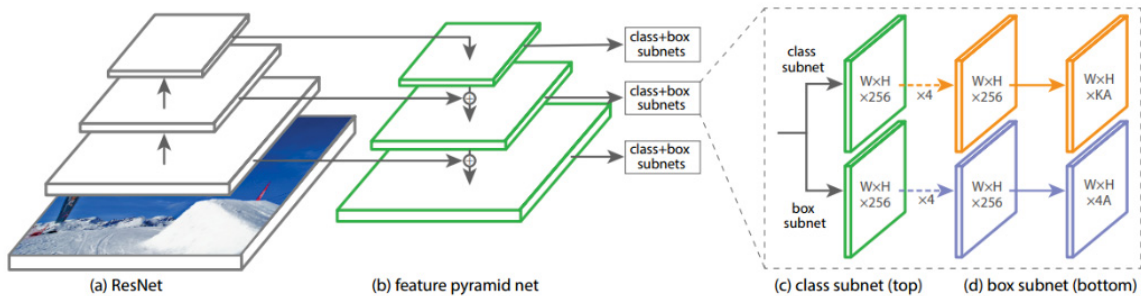 class+box
subnets
class+box
subnets
class+box
subnets
class
subnet
W×H
×256
×4
W×H
×256
W×H
×KA
W×H
×256
×4
W×H
×256
W×H
×4A
box
subnet
(a) ResNet
(b) feature pyramid net
(c) class subnet (top)
(d) box subnet (bottom)